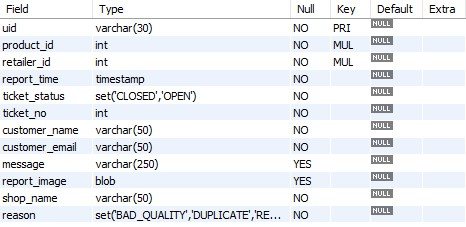 Field Type Null Key Default Extra
uid varchar(30) NO PRI NULL
product_id int NO MUL NULL
retailer_id int NO MUL NULL
report_time timestamp NO NULL
ticket_status set('CLOSED','OPEN') NO NULL
ticket_no int NO NULL
customer_name varchar(50) NO NULL
customer_email varchar(50) NO NULL
message varchar(250) YES NULL
report_image blob YES NULL
shop_name varchar(50) NO NULL
reason set('BAD_QUALITY','DUPLICATE','RE... NO NULL